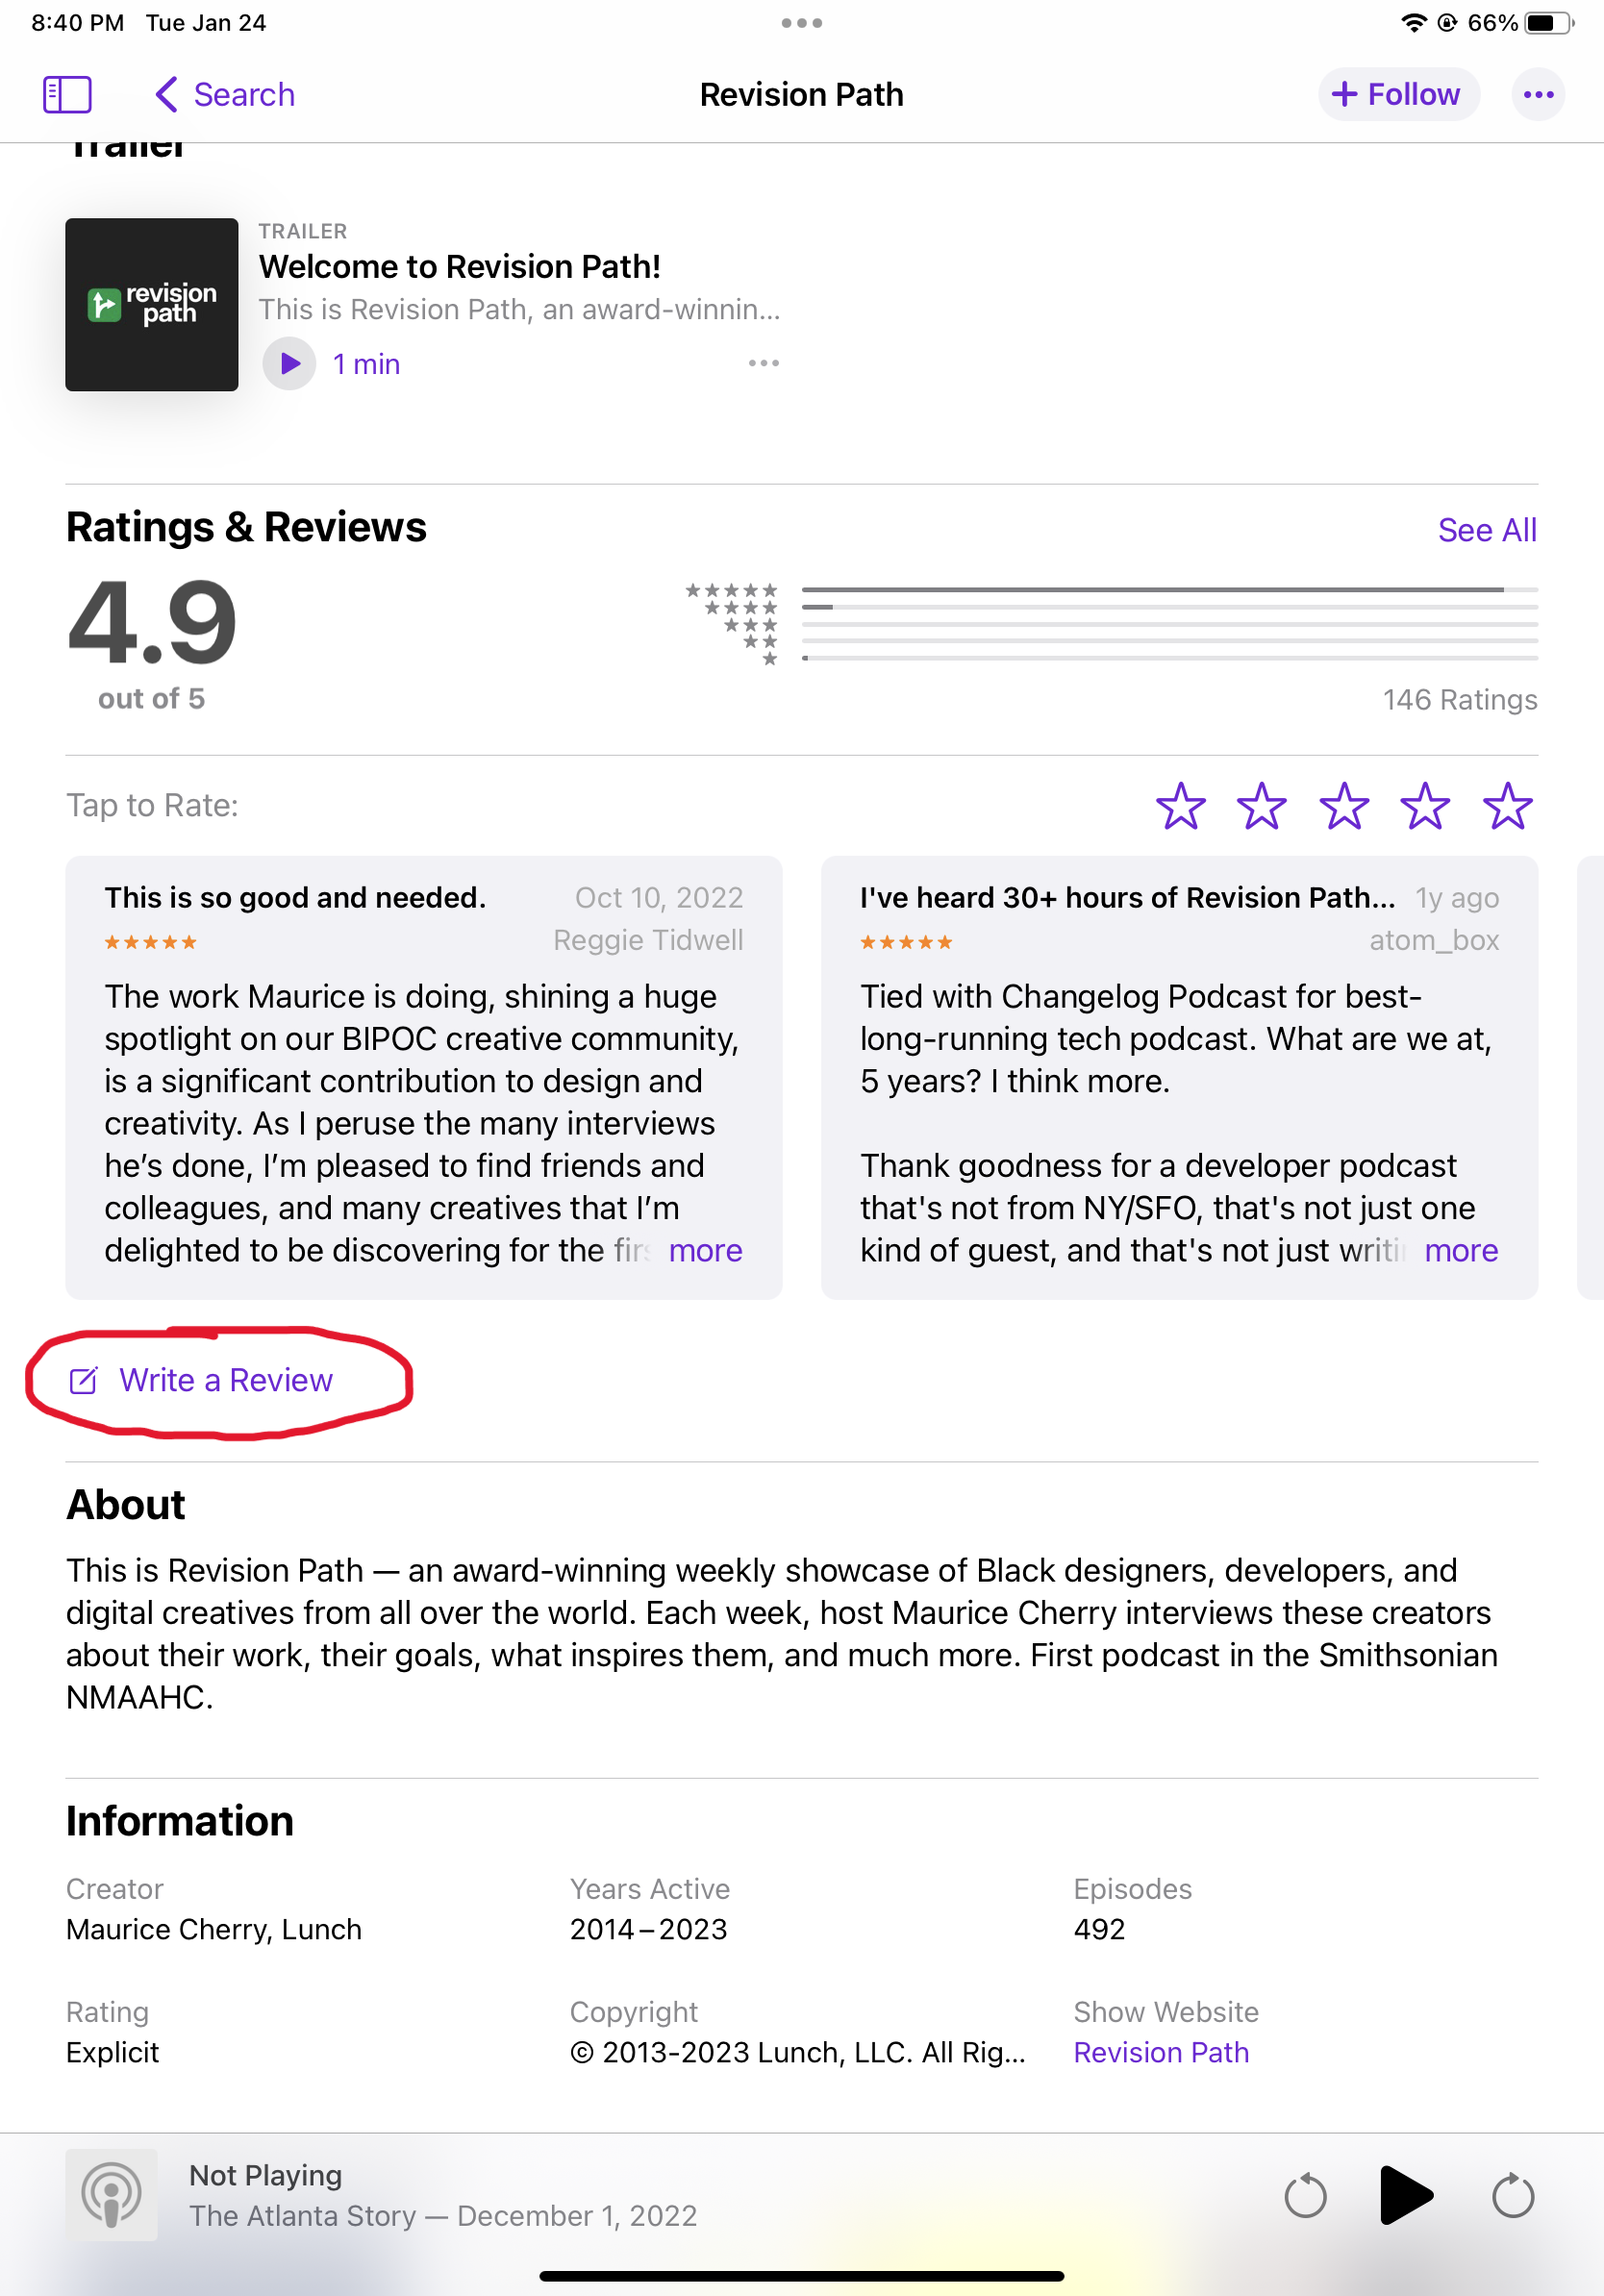 8:40 PM Tue Jan 24
66%
Search
Revision Path
+ Follow
Trailer
revision
path
TRAILER
Welcome to Revision Path!
This is Revision Path, an award-winnin...
1 min
Ratings & Reviews
See All
4.9
out of 5
146 Ratings
Tap to Rate:
This is so good and needed.
Oct 10, 2022
Reggie Tidwell
The work Maurice is doing, shining a huge
spotlight on our BIPOC creative community,
is a significant contribution to design and
creativity. As I peruse the many interviews
he’s done, I’m pleased to find friends and
colleagues, and many creatives that I’m
delighted to be discovering for the more
I've heard 30+ hours of Revision Path...
1y ago
atom_box
Tied with Changelog Podcast for best-
long-running tech podcast. What are we at,
5 years? I think more.
Thank goodness for a developer podcast
that's not from NY/SFO, that's not just one
kind of guest, and that's not just more
Write a Review
About
This is Revision Path — an award-winning weekly showcase of Black designers, developers, and
digital creatives from all over the world. Each week, host Maurice Cherry interviews these creators
about their work, their goals, what inspires them, and much more. First podcast in the Smithsonian
NMAAHC.
Information
Creator
Maurice Cherry, Lunch
Years Active
2014–2023
Episodes
492
Rating
Explicit
Copyright
© 2013-2023 Lunch, LLC. All Rig...
Show Website
Revision Path
Not Playing
The Atlanta Story — December 1, 2022